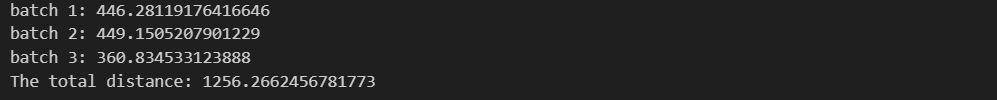 batch 1: 446.28119176416646
batch 2: 449.1505207901229
batch 3: 360.834533123888
The total distance: 1256.2662456781773